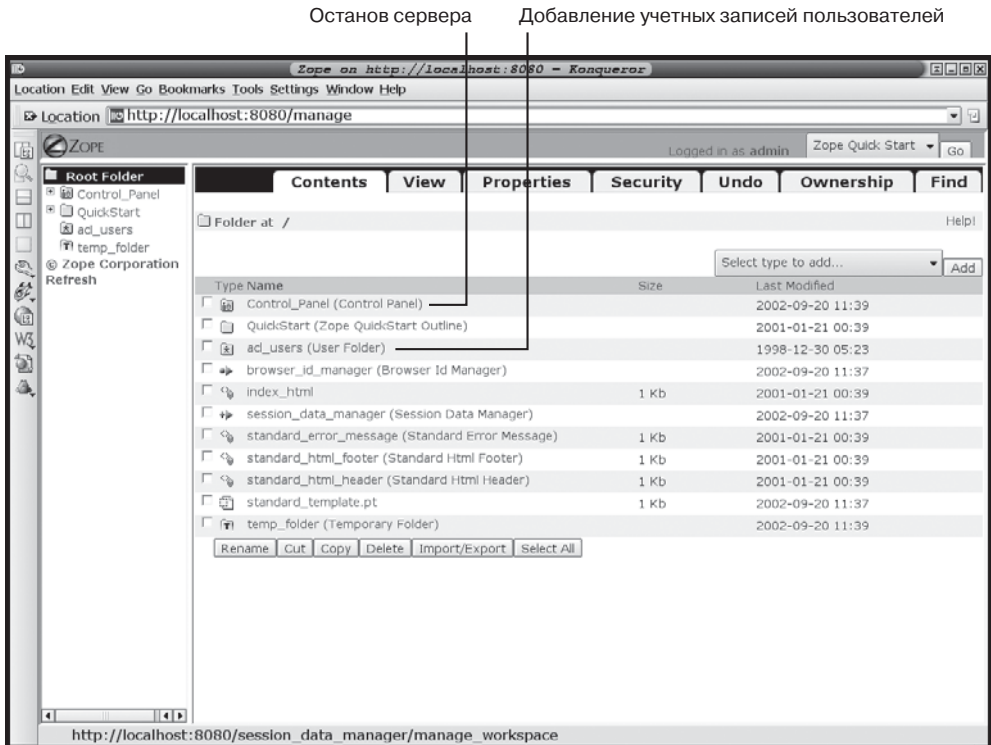 Останов сервера
Добавление учетных записей пользователей
Zope on http://localhost:8080 - Konqueror
Location Edit View Go Bookmarks Tools Settings Window Help
Location http://localhost:8080/manage
ZOPE
Logged in as admin
Zope Quick Start
Go
Root Folder
Control_Panel
QuickStart
acl_users
temp_folder
© Zope Corporation
Refresh
Contents View Properties Security Undo Ownership Find
Folder at /
Help!
Select type to add...
Add
Type Name Size Last Modified
Control_Panel (Control Panel) 2002-09-20 11:39
QuickStart (Zope QuickStart Outline) 2001-01-21 00:39
acl_users (User Folder) 1998-12-30 05:23
browser_id_manager (Browser Id Manager) 2002-09-20 11:37
index_html 1 Kb 2001-01-21 00:39
session_data_manager (Session Data Manager) 2002-09-20 11:37
standard_error_message (Standard Error Message) 1 Kb 2001-01-21 00:39
standard_html_footer (Standard Html Footer) 1 Kb 2001-01-21 00:39
standard_html_header (Standard Html Header) 1 Kb 2001-01-21 00:39
standard_template.pt 1 Kb 2002-09-20 11:37
temp_folder (Temporary Folder) 2002-09-20 11:39
Rename Cut Copy Delete Import/Export Select All
http://localhost:8080/session_data_manager/manage_workspace